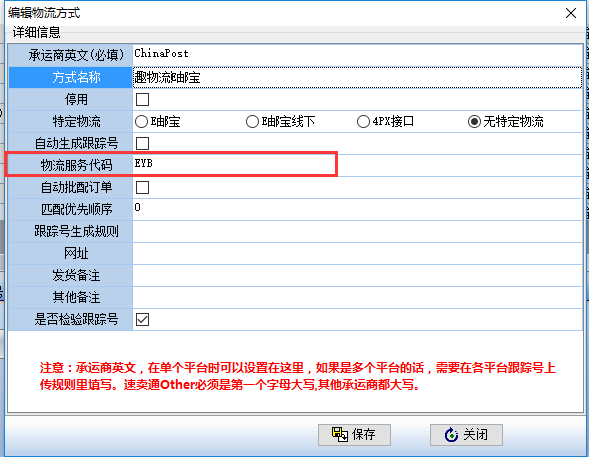 编辑物流方式
详细信息
承运商英文(必填) ChinaPost
方式名称 趣物流E邮宝
停用
特定物流 E邮宝 E邮宝线下 4PX接口 无特定物流
自动生成跟踪号
物流服务代码 EYB
自动批配订单
匹配优先顺序 0
跟踪号生成规则
网址
发货备注
其他备注
是否检验跟踪号
注意：承运商英文，在单个平台时可以设置在这里，如果是多个平台的话，需要在各平台跟踪号上
传规则里填写。速卖通Other必须是第一个字母大写,其他承运商都大写。
保存 关闭